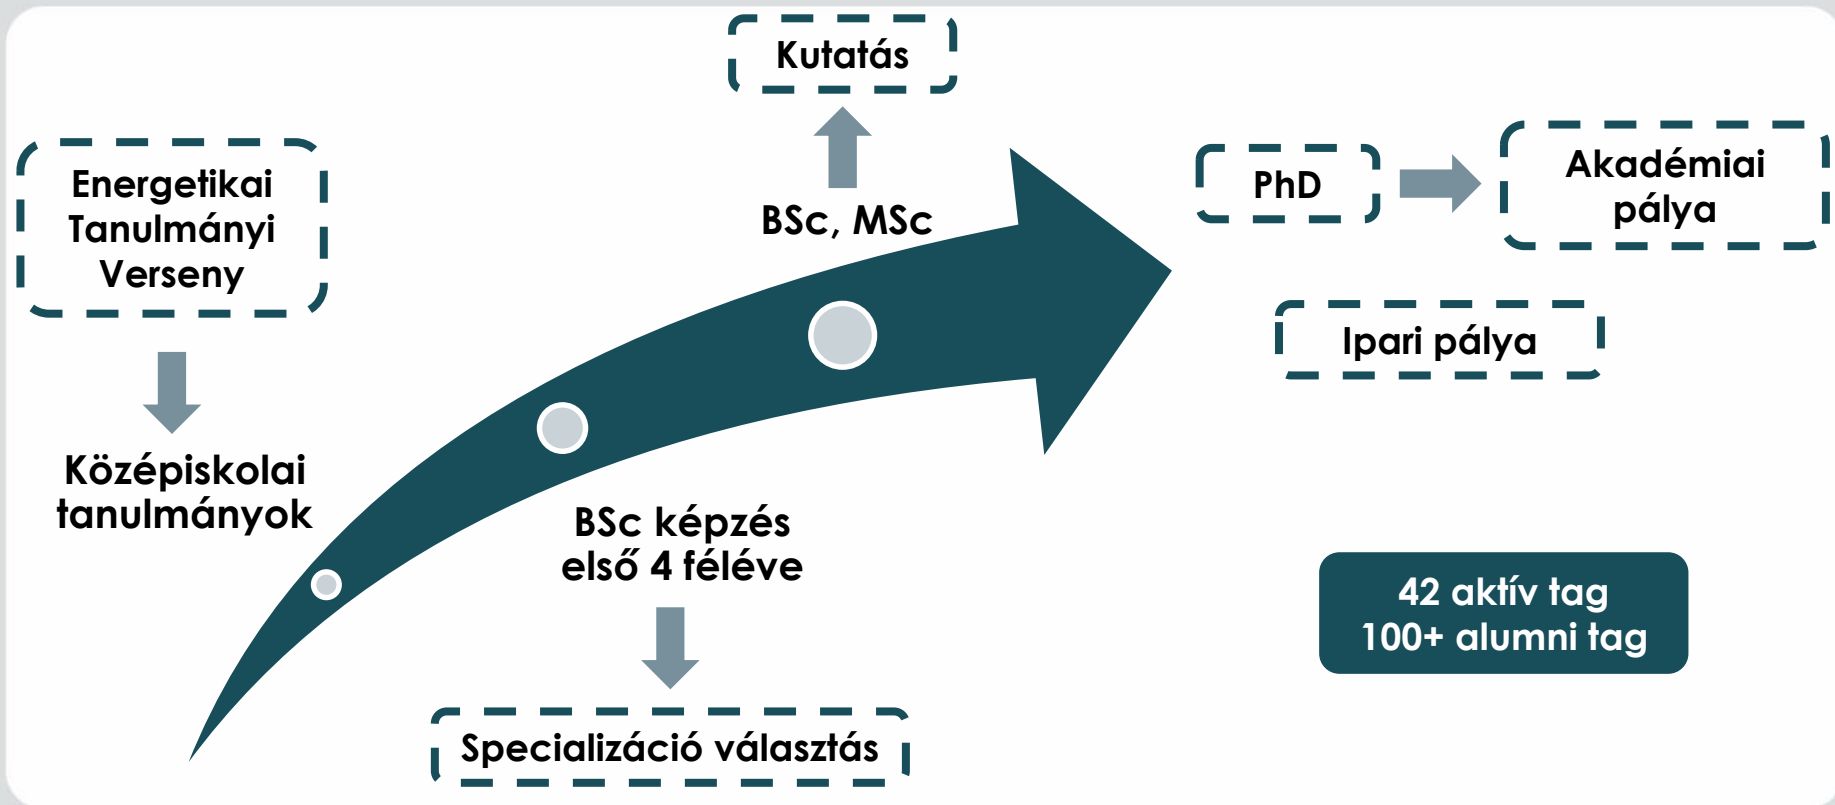 Kutatás
Energetikai
Tanulmányi
Verseny
BSc, MSc
PhD
Akadémiai
pálya
Ipari pálya
Középiskolai
tanulmányok
BSc képzés
első 4 féléve
42 aktív tag
100+ alumni tag
Specializáció választás